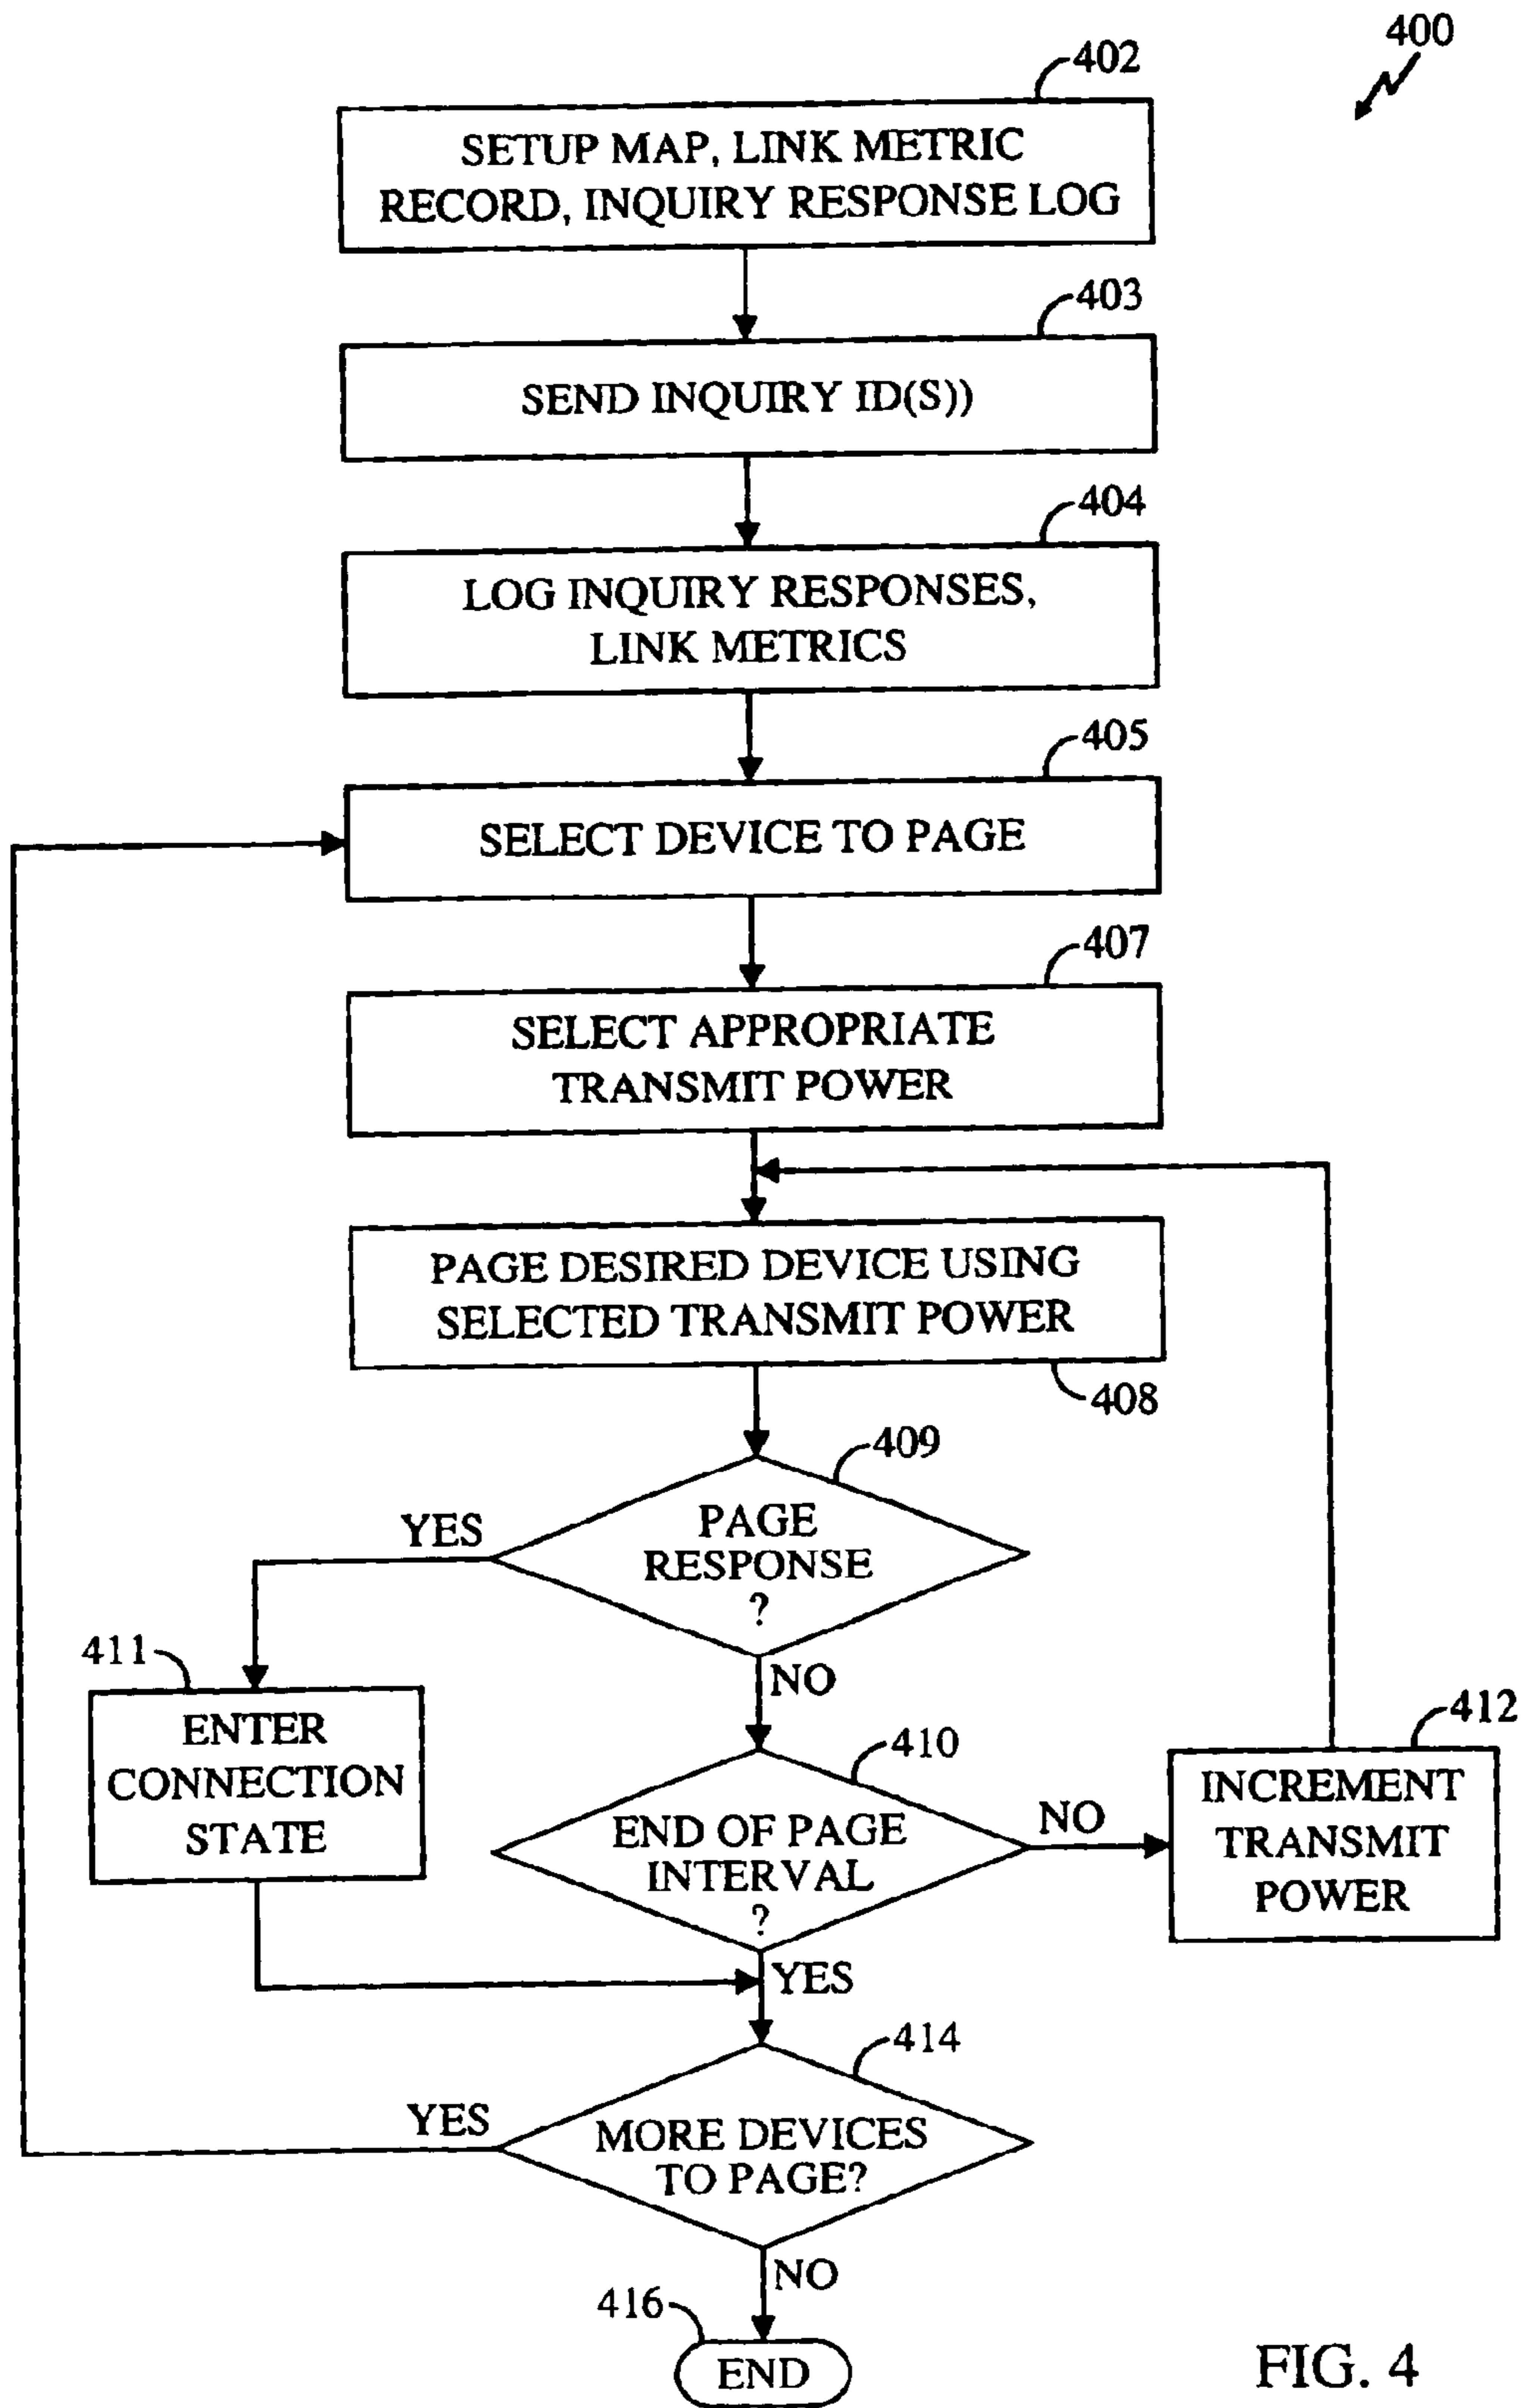 400
402
SETUP MAP, LINK METRIC
RECORD, INQUIRY RESPONSE LOG
403
SEND INQUIRY ID(S))
404
LOG INQUIRY RESPONSES,
LINK METRICS
405
SELECT DEVICE TO PAGE
407
SELECT APPROPRIATE
TRANSMIT POWER
PAGE DESIRED DEVICE USING
SELECTED TRANSMIT POWER
408
409
YES
PAGE
RESPONSE
?
411
NO
ENTER
CONNECTION
STATE
410
END OF PAGE
INTERVAL
?
NO
412
INCREMENT
TRANSMIT
POWER
YES
414
YES
MORE DEVICES
TO PAGE?
NO
416
END
FIG. 4